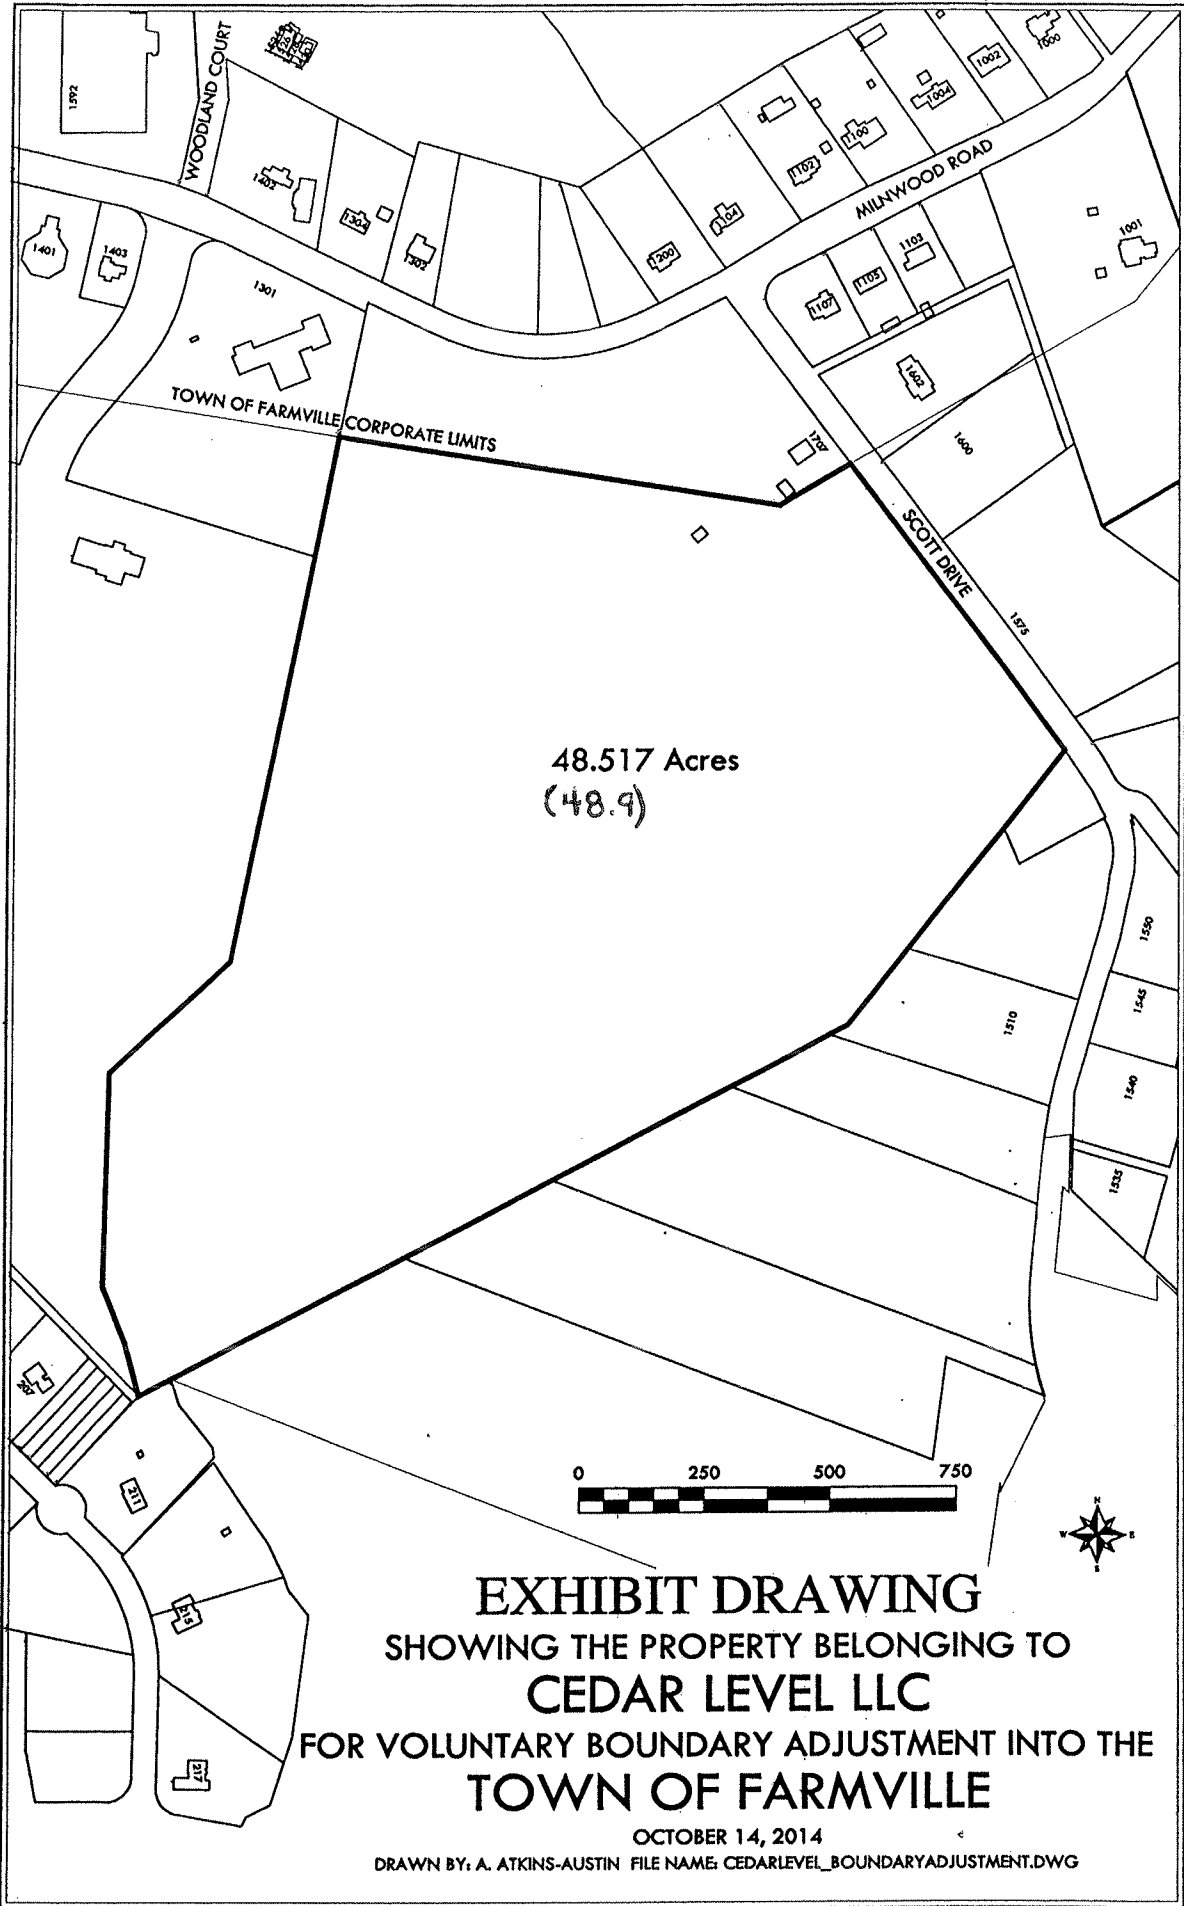 1592
WOODLAND COURT
1402
1304
1302
1401
1403
1301
1200
1104
1102
1100
1004
1002
1000
MILNWOOD ROAD
1107
1105
1103
1001
1602
1600
TOWN OF FARMVILLE CORPORATE LIMITS
1707
SCOTT DRIVE
1575
48.517 Acres
(48.9)
1550
1545
1510
1540
1535
207
211
215
217
0 250 500 750
N
W E
S
EXHIBIT DRAWING
SHOWING THE PROPERTY BELONGING TO
CEDAR LEVEL LLC
FOR VOLUNTARY BOUNDARY ADJUSTMENT INTO THE
TOWN OF FARMVILLE
OCTOBER 14, 2014
DRAWN BY: A. ATKINS-AUSTIN FILE NAME: CEDARLEVEL_BOUNDARYADJUSTMENT.DWG